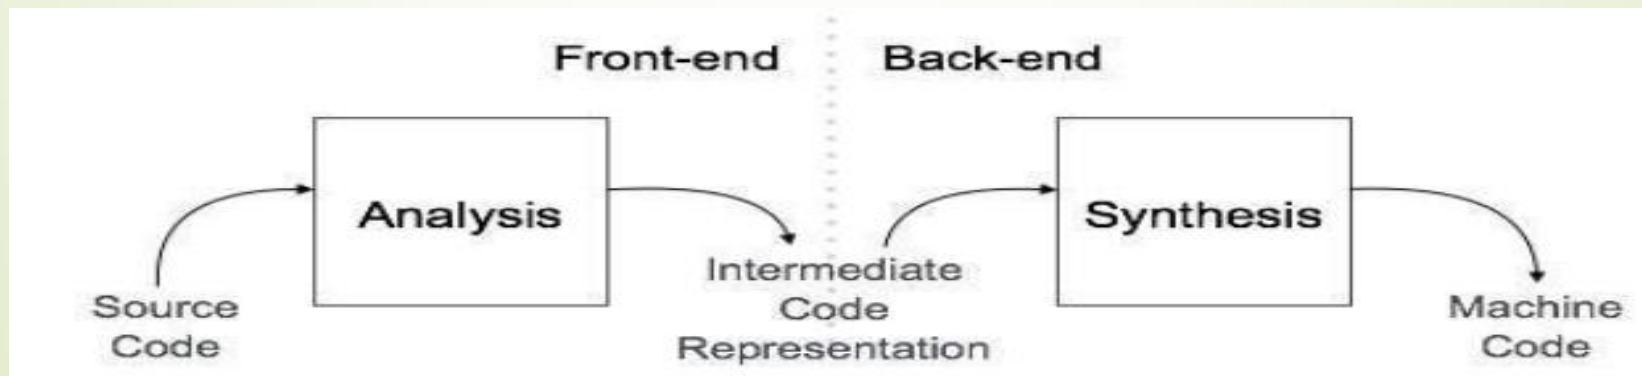 Front-end
Back-end
Analysis
Synthesis
Source
Code
Intermediate
Code
Representation
Machine
Code